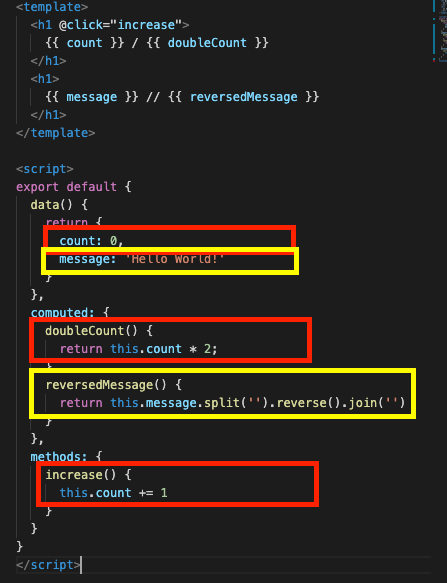 <template>
  <h1 @click="increase">
    {{ count }} / {{ doubleCount }}
  </h1>
  <h1>
    {{ message }} // {{ reversedMessage }}
  </h1>
</template>

<script>
export default {
  data() {
    return {
      count: 0,
      message: 'Hello World!'
    }
  },
  computed: {
    doubleCount() {
      return this.count * 2;
    }
    reversedMessage() {
      return this.message.split('').reverse().join('')
    }
  },
  methods: {
    increase() {
      this.count += 1
    }
  }
}
</script>